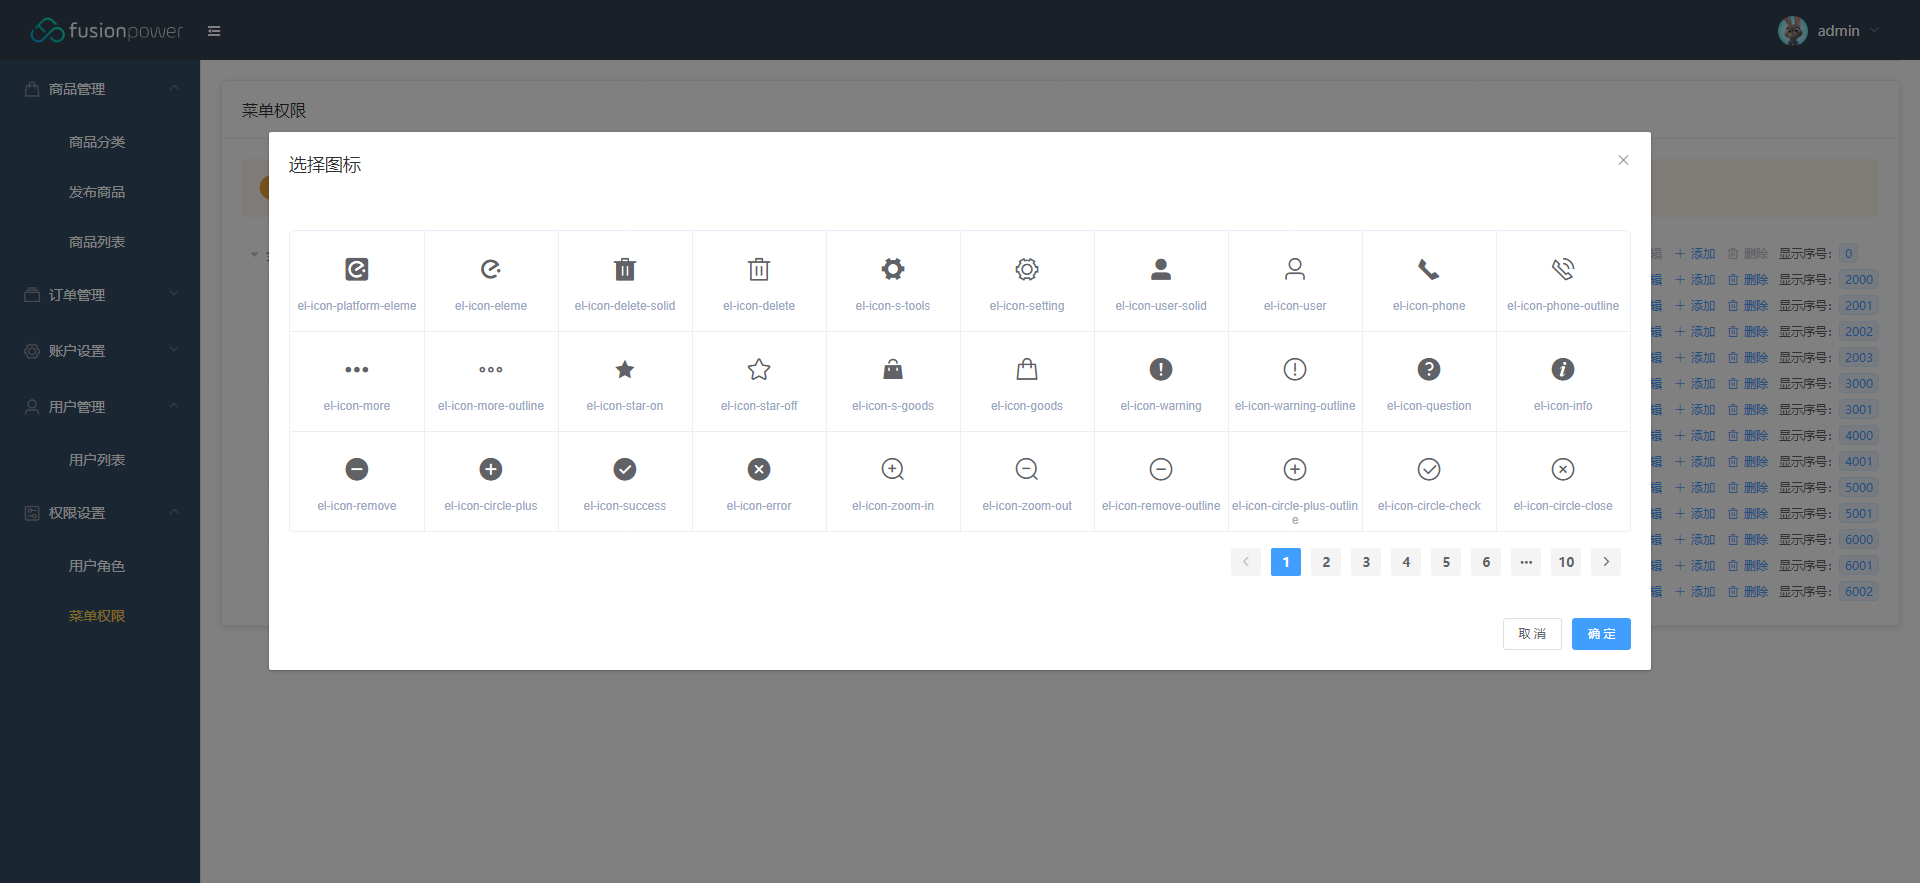 fusionpower
admin
商品管理
商品分类
发布商品
商品列表
订单管理
账户设置
用户管理
用户列表
权限设置
用户角色
菜单权限
菜单权限
选择图标
el-icon-platform-eleme
el-icon-eleme
el-icon-delete-solid
el-icon-delete
el-icon-s-tools
el-icon-setting
el-icon-user-solid
el-icon-user
el-icon-phone
el-icon-phone-outline
el-icon-more
el-icon-more-outline
el-icon-star-on
el-icon-star-off
el-icon-s-goods
el-icon-goods
el-icon-warning
el-icon-warning-outline
el-icon-question
el-icon-info
el-icon-remove
el-icon-circle-plus
el-icon-success
el-icon-error
el-icon-zoom-in
el-icon-zoom-out
el-icon-remove-outline
el-icon-circle-plus-outlin
e
el-icon-circle-check
el-icon-circle-close
1 2 3 4 5 6 ··· 10
取 消
确 定
辑 添加 删除 显示序号: 0
辑 添加 删除 显示序号: 2000
辑 添加 删除 显示序号: 2001
辑 添加 删除 显示序号: 2002
辑 添加 删除 显示序号: 2003
辑 添加 删除 显示序号: 3000
辑 添加 删除 显示序号: 3001
辑 添加 删除 显示序号: 4000
辑 添加 删除 显示序号: 4001
辑 添加 删除 显示序号: 5000
辑 添加 删除 显示序号: 5001
辑 添加 删除 显示序号: 6000
辑 添加 删除 显示序号: 6001
辑 添加 删除 显示序号: 6002